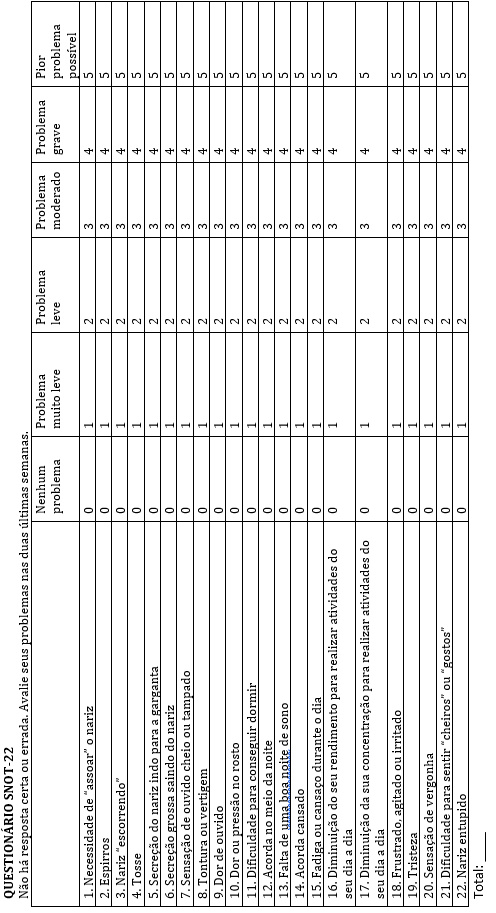 QUESTIONÁRIO SNOT-22
Não há resposta certa ou errada. Avalie seus problemas nas duas últimas semanas.
Nenhum problema Problema muito leve Problema leve Problema moderado Problema grave Pior problema possível
1. Necessidade de “assoar” o nariz 0 1 2 3 4 5
2. Espirros 0 1 2 3 4 5
3. Nariz “escorrendo” 0 1 2 3 4 5
4. Tosse 0 1 2 3 4 5
5. Secreção do nariz indo para a garganta 0 1 2 3 4 5
6. Secreção grossa saindo do nariz 0 1 2 3 4 5
7. Sensação de ouvido cheio ou tampado 0 1 2 3 4 5
8. Tontura ou vertigem 0 1 2 3 4 5
9. Dor de ouvido 0 1 2 3 4 5
10. Dor ou pressão no rosto 0 1 2 3 4 5
11. Dificuldade para conseguir dormir 0 1 2 3 4 5
12. Acorda no meio da noite 0 1 2 3 4 5
13. Falta de uma boa noite de sono 0 1 2 3 4 5
14. Acorda cansado 0 1 2 3 4 5
15. Fadiga ou cansaço durante o dia 0 1 2 3 4 5
16. Diminuição do seu rendimento para realizar atividades do
seu dia a dia 0 1 2 3 4 5
17. Diminuição da sua concentração para realizar atividades do
seu dia a dia 0 1 2 3 4 5
18. Frustrado, agitado ou irritado 0 1 2 3 4 5
19. Tristeza 0 1 2 3 4 5
20. Sensação de vergonha 0 1 2 3 4 5
21. Dificuldade para sentir “cheiros” ou “gostos” 0 1 2 3 4 5
22. Nariz entupido 0 1 2 3 4 5
Total: ____